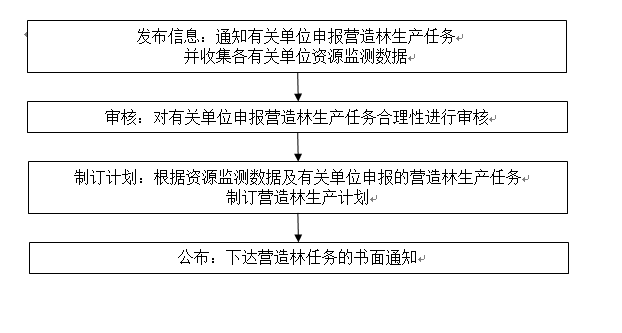 发布信息：通知有关单位申报营造林生产任务
并收集各有关单位资源监测数据
审核：对有关单位申报营造林生产任务合理性进行审核
制订计划：根据资源监测数据及有关单位申报的营造林生产任务
制订营造林生产计划
公布：下达营造林任务的书面通知